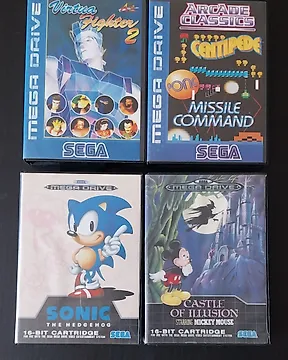 MEGA DRIVE
Virtua
Fighter
2
SEGA
MEGA DRIVE
ARCADE
CLASSICS
CENTIPEDE
PONG
MISSILE
COMMAND
SEGA
MEGA DRIVE
SONIC
THE HEDGEHOG
16-BIT CARTRIDGE
SEGA
MEGA DRIVE
CASTLE
OF ILLUSION
STARRING MICKEY MOUSE
16-BIT CARTRIDGE
SEGA